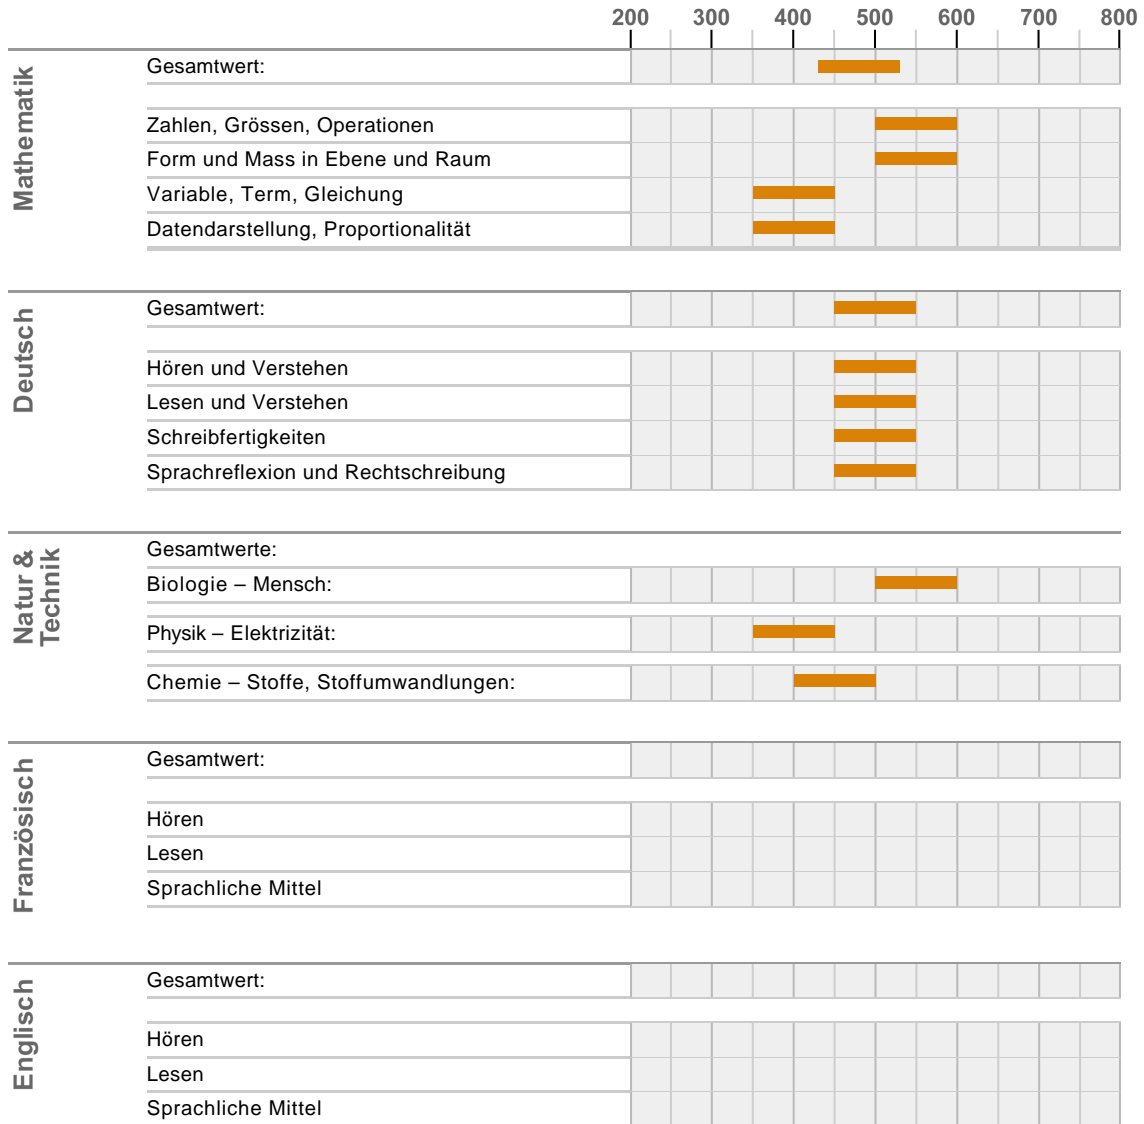 200 300 400 500 600 700 800
Mathematik
Gesamtwert:
Zahlen, Grössen, Operationen
Form und Mass in Ebene und Raum
Variable, Term, Gleichung
Datendarstellung, Proportionalität
Deutsch
Gesamtwert:
Hören und Verstehen
Lesen und Verstehen
Schreibfertigkeiten
Sprachreflexion und Rechtschreibung
Natur &
Technik
Gesamtwerte:
Biologie – Mensch:
Physik – Elektrizität:
Chemie – Stoffe, Stoffumwandlungen:
Französisch
Gesamtwert:
Hören
Lesen
Sprachliche Mittel
Englisch
Gesamtwert:
Hören
Lesen
Sprachliche Mittel